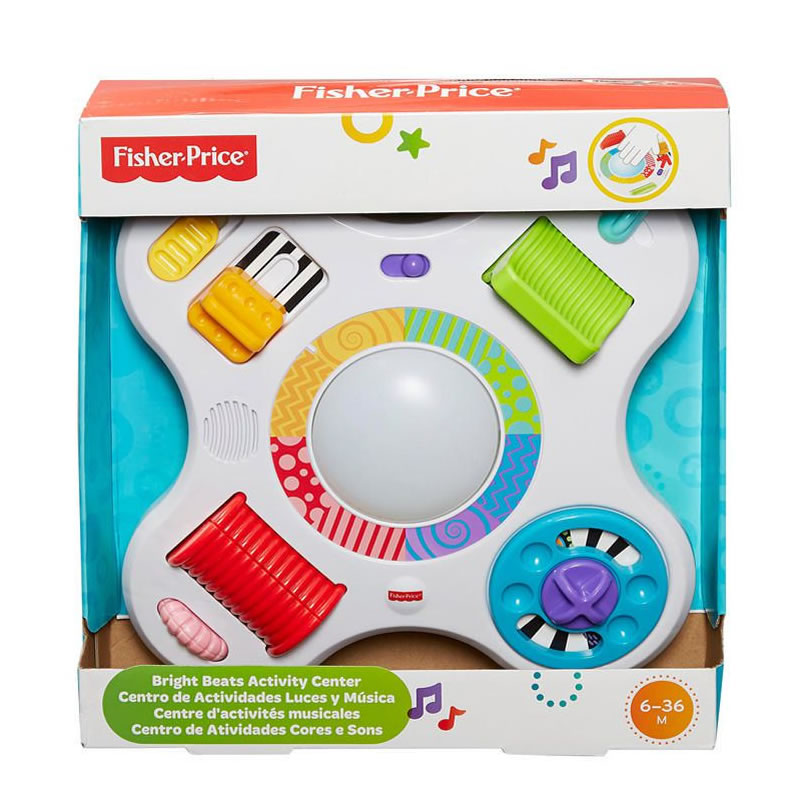 Fisher-Price®
Fisher-Price®
Fisher-Price
Bright Beats Activity Center
Centro de Actividades Luces y Música
Centre d'activités musicales
Centro de Atividades Cores e Sons
6–36
M